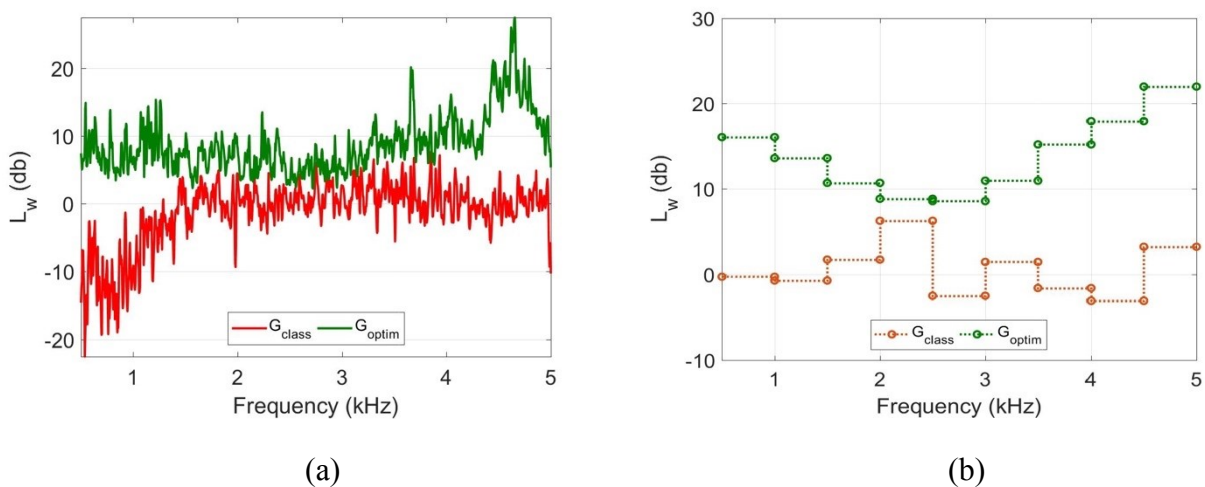 20
10
0
-10
-20
L_w (db)
1 2 3 4 5
Frequency (kHz)
G_class G_optim
(a)
30
20
10
0
-10
L_w (db)
1 2 3 4 5
Frequency (kHz)
G_class G_optim
(b)